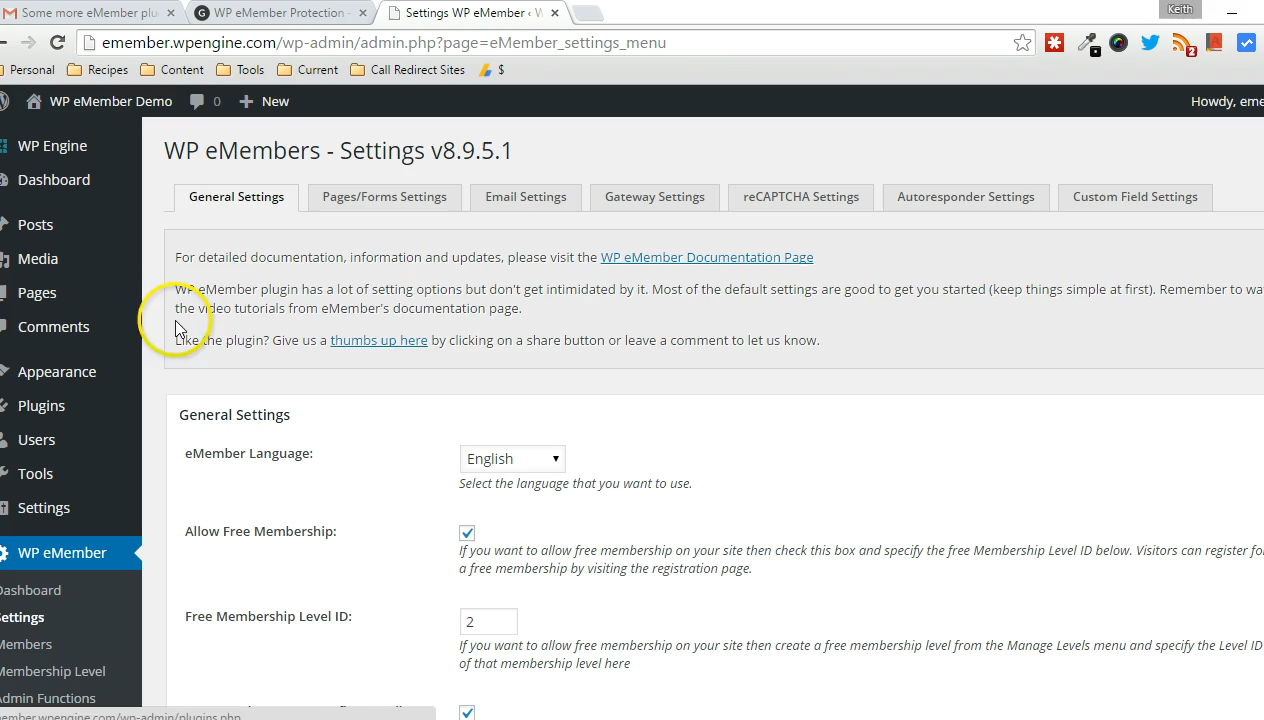 Some more eMember plu
WP eMember Protection -
Settings WP eMember ‹ W
Keith
emember.wpengine.com/wp-admin/admin.php?page=eMember_settings_menu
2
Personal Recipes Content Tools Current Call Redirect Sites $
WP eMember Demo 0 New Howdy, eme
WP Engine
Dashboard
Posts
Media
Pages
Comments
Appearance
Plugins
Users
Tools
Settings
WP eMember
Dashboard
Settings
Members
Membership Level
Admin Functions
ember.wpengine.com/wp-admin/plugins.php
WP eMembers - Settings v8.9.5.1
General Settings Pages/Forms Settings Email Settings Gateway Settings reCAPTCHA Settings Autoresponder Settings Custom Field Settings
For detailed documentation, information and updates, please visit the WP eMember Documentation Page
WP eMember plugin has a lot of setting options but don't get intimidated by it. Most of the default settings are good to get you started (keep things simple at first). Remember to wa
the video tutorials from eMember's documentation page.
Like the plugin? Give us a thumbs up here by clicking on a share button or leave a comment to let us know.
General Settings
eMember Language:
English
Select the language that you want to use.
Allow Free Membership:
If you want to allow free membership on your site then check this box and specify the free Membership Level ID below. Visitors can register fo
a free membership by visiting the registration page.
Free Membership Level ID:
2
If you want to allow free membership on your site then create a free membership level from the Manage Levels menu and specify the Level ID
of that membership level here